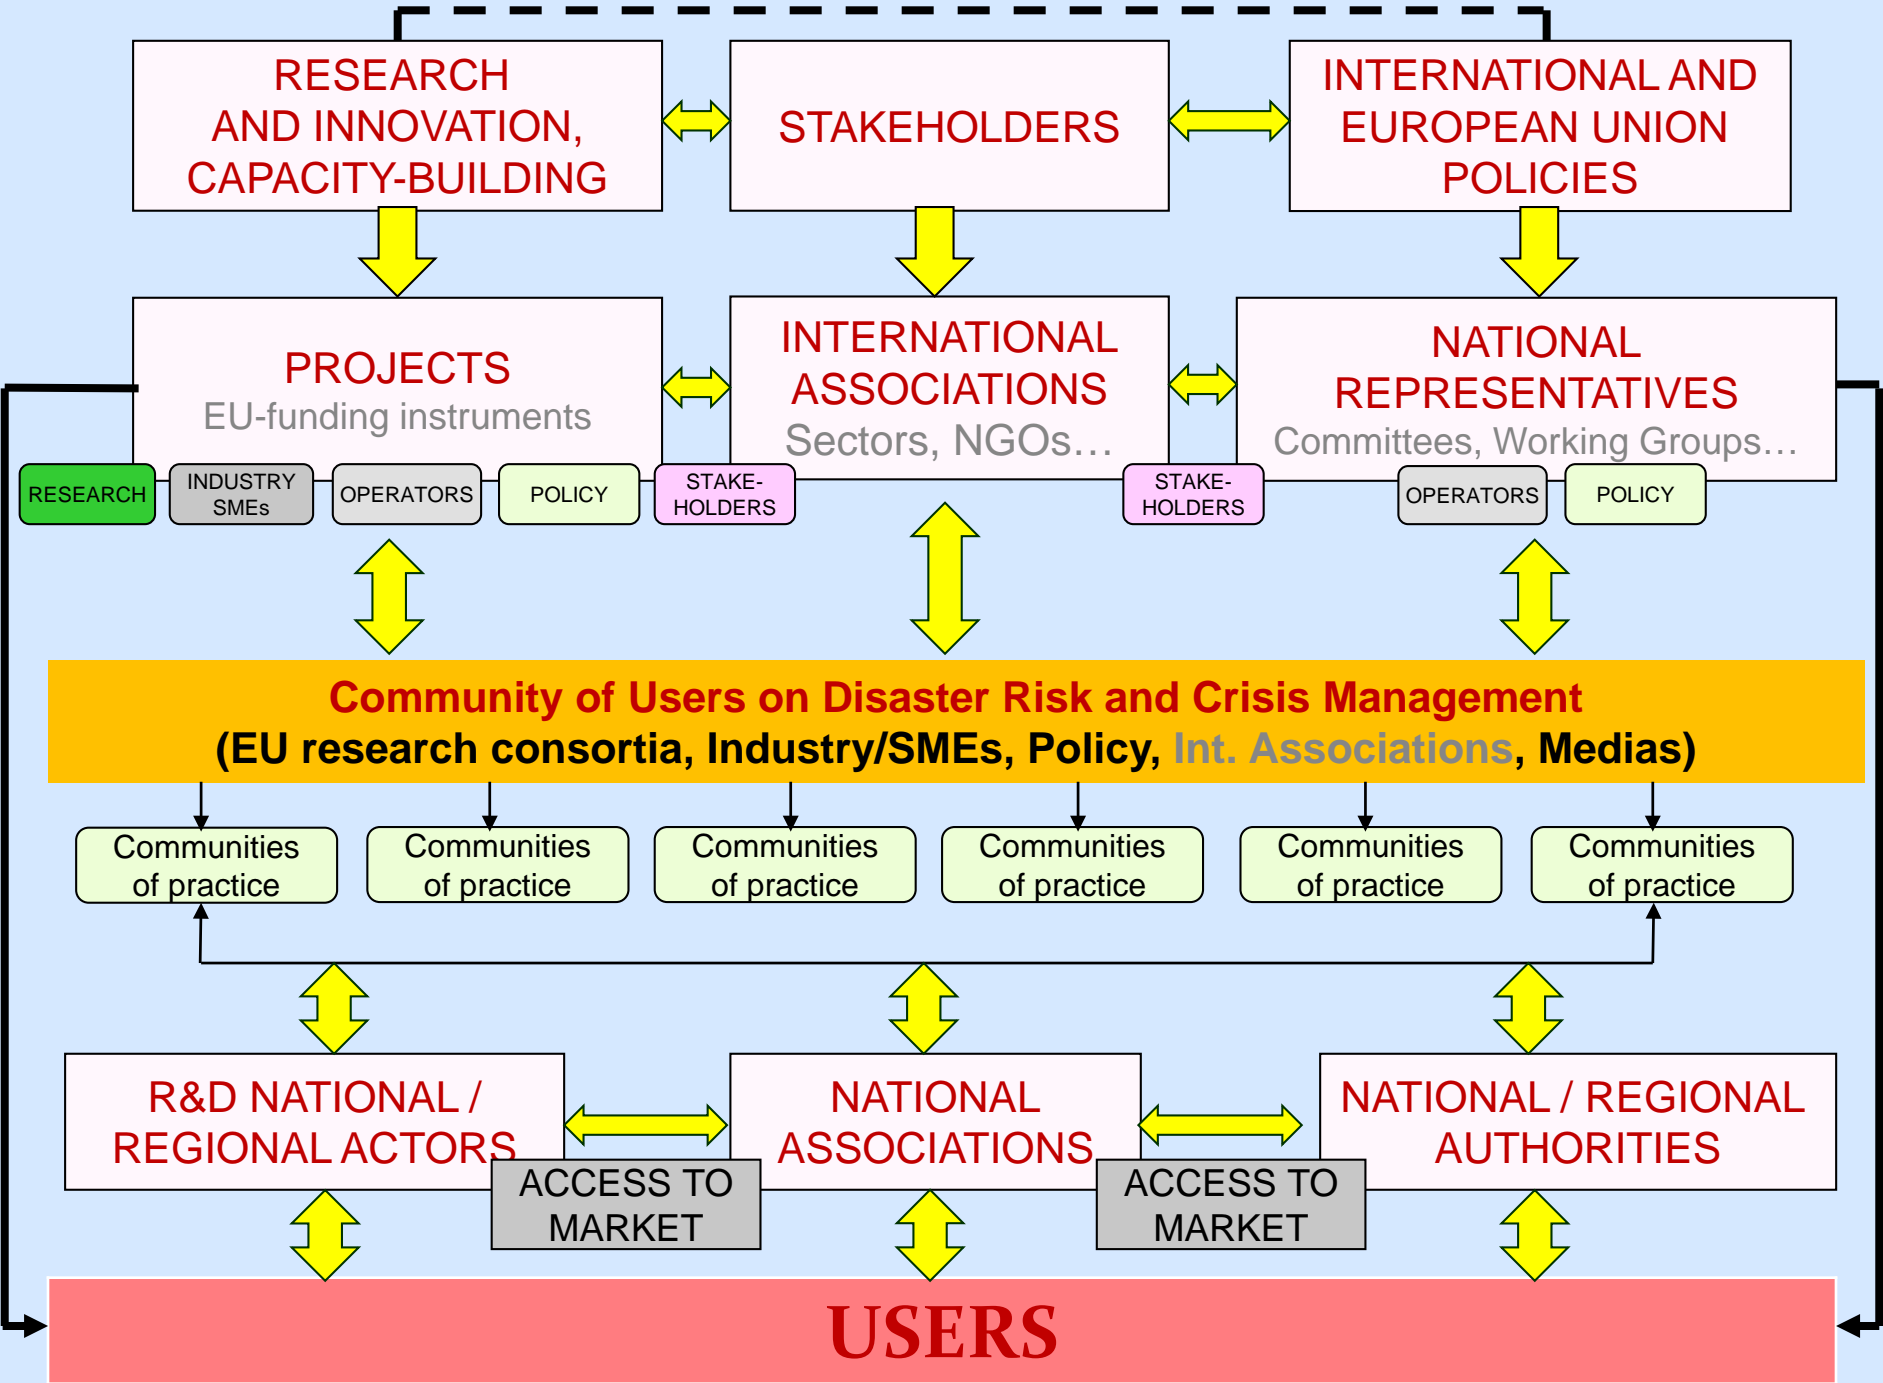 RESEARCH
AND INNOVATION,
CAPACITY-BUILDING
STAKEHOLDERS
INTERNATIONAL AND
EUROPEAN UNION
POLICIES
PROJECTS
EU-funding instruments
INTERNATIONAL
ASSOCIATIONS
Sectors, NGOs…
NATIONAL
REPRESENTATIVES
Committees, Working Groups…
RESEARCH
INDUSTRY
SMEs
OPERATORS
POLICY
STAKE-
HOLDERS
STAKE-
HOLDERS
OPERATORS
POLICY
Community of Users on Disaster Risk and Crisis Management
(EU research consortia, Industry/SMEs, Policy, Int. Associations, Medias)
Communities
of practice
Communities
of practice
Communities
of practice
Communities
of practice
Communities
of practice
Communities
of practice
R&D NATIONAL /
REGIONAL ACTORS
NATIONAL
ASSOCIATIONS
NATIONAL / REGIONAL
AUTHORITIES
ACCESS TO
MARKET
ACCESS TO
MARKET
USERS